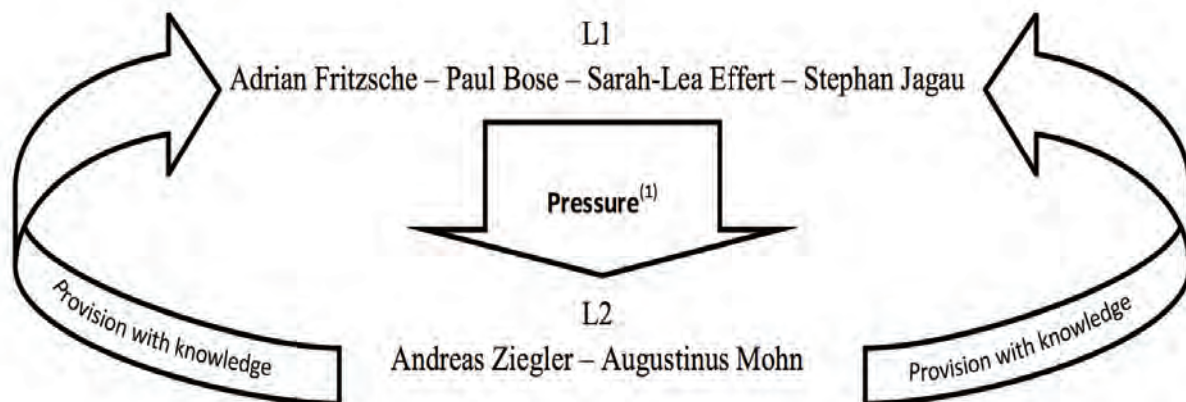 L1
Adrian Fritzsche – Paul Bose – Sarah-Lea Effert – Stephan Jagau
Pressure(1)
L2
Andreas Ziegler – Augustinus Mohn
Provision with knowledge
Provision with knowledge